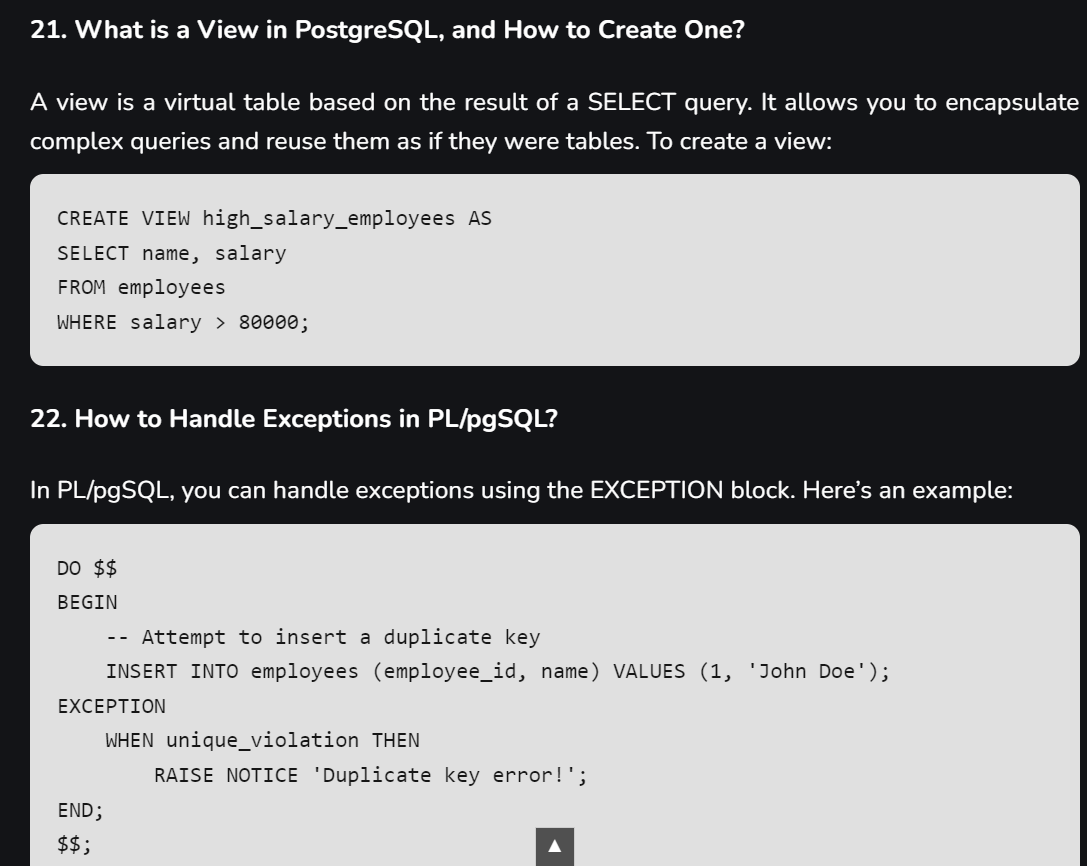 21. What is a View in PostgreSQL, and How to Create One?
A view is a virtual table based on the result of a SELECT query. It allows you to encapsulate
complex queries and reuse them as if they were tables. To create a view:
CREATE VIEW high_salary_employees AS
SELECT name, salary
FROM employees
WHERE salary > 80000;
22. How to Handle Exceptions in PL/pgSQL?
In PL/pgSQL, you can handle exceptions using the EXCEPTION block. Here’s an example:
DO $$
BEGIN
    -- Attempt to insert a duplicate key
    INSERT INTO employees (employee_id, name) VALUES (1, 'John Doe');
EXCEPTION
    WHEN unique_violation THEN
        RAISE NOTICE 'Duplicate key error!';
END;
$$;